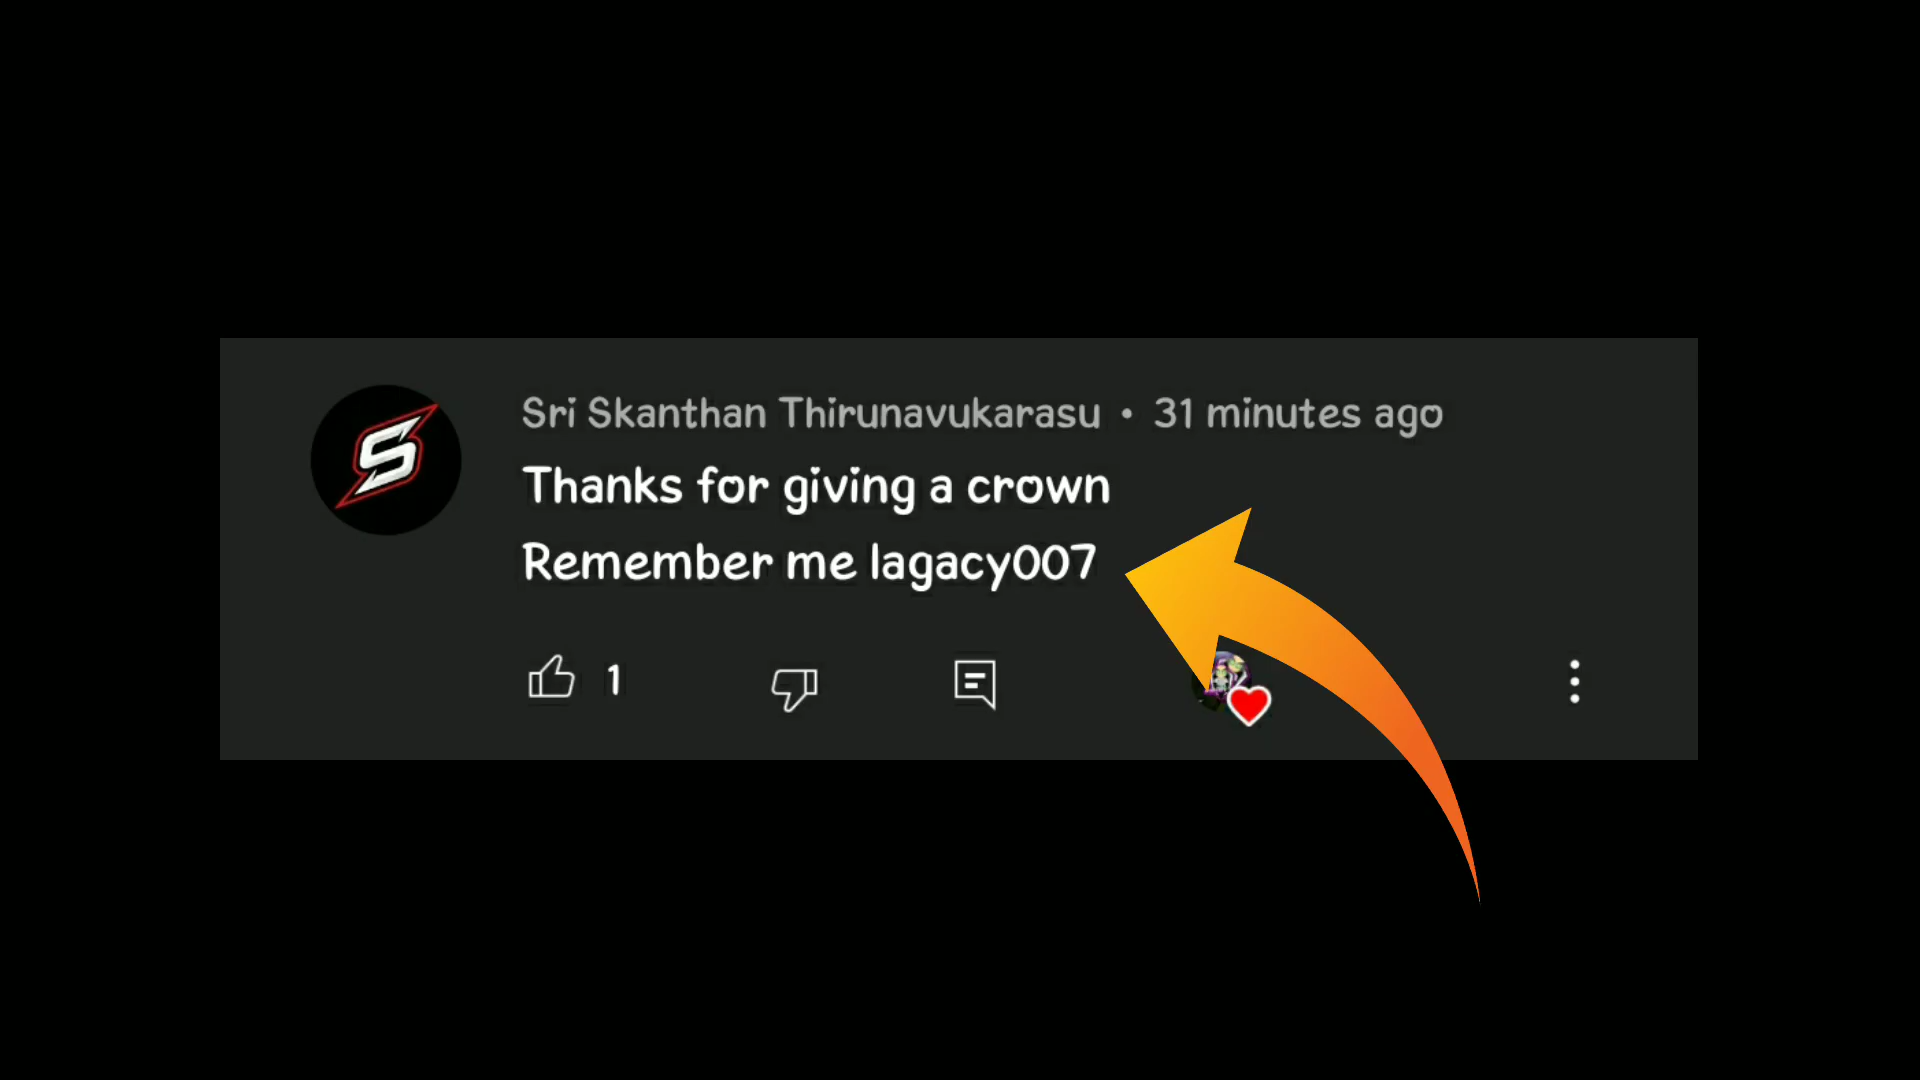 Sri Skanthan Thirunavukarasu • 31 minutes ago
Thanks for giving a crown
Remember me lagacy007
1